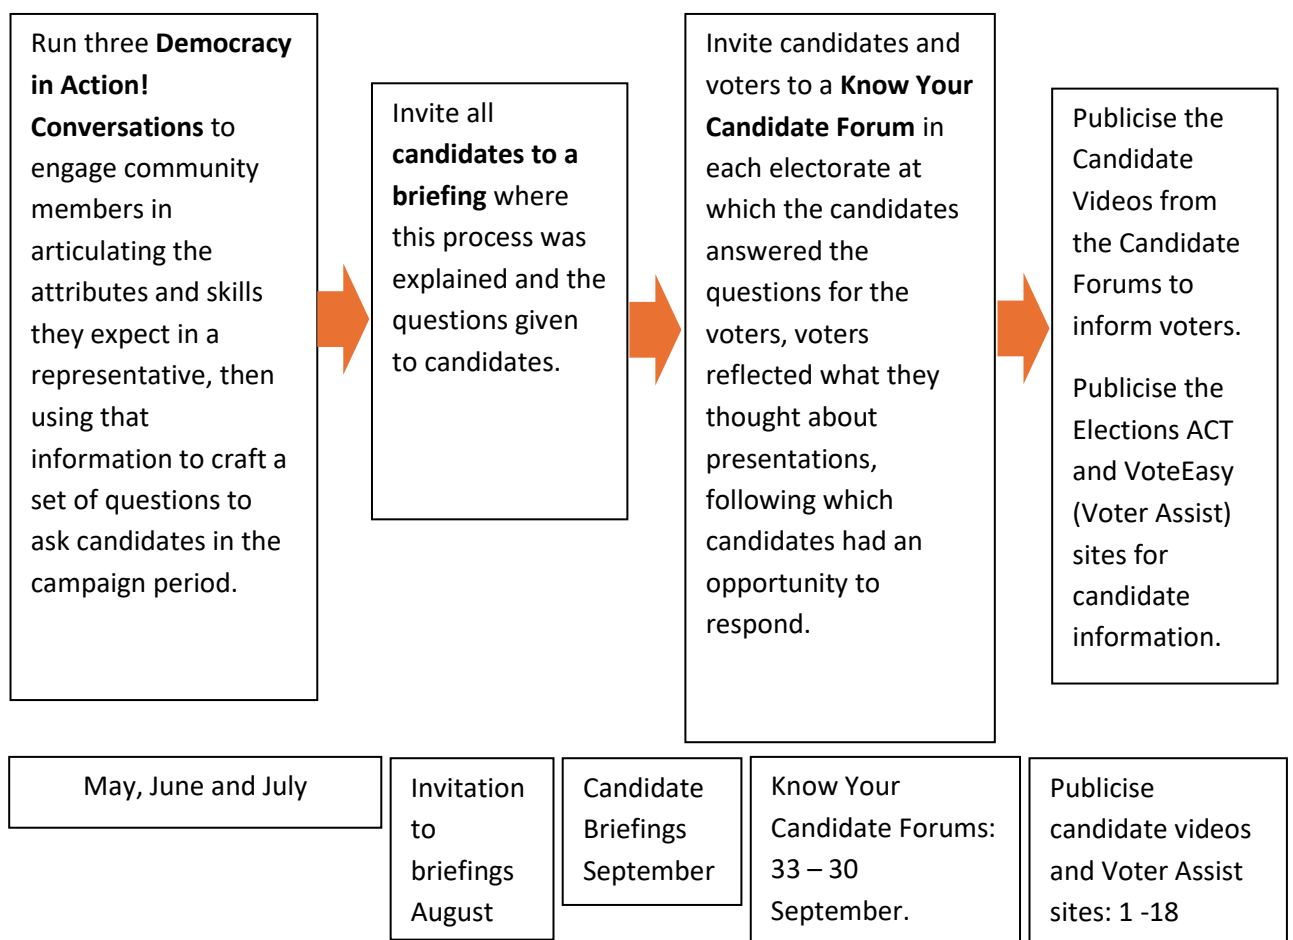 Run three Democracy
in Action!
Conversations to
engage community
members in
articulating the
attributes and skills
they expect in a
representative, then
using that
information to craft a
set of questions to
ask candidates in the
campaign period.
Invite all
candidates to a
briefing where
this process was
explained and the
questions given
to candidates.
Invite candidates and
voters to a Know Your
Candidate Forum in
each electorate at
which the candidates
answered the
questions for the
voters, voters
reflected what they
thought about
presentations,
following which
candidates had an
opportunity to
respond.
Publicise the
Candidate
Videos from
the Candidate
Forums to
inform voters.
Publicise the
Elections ACT
and VoteEasy
(Voter Assist)
sites for
candidate
information.
May, June and July
Invitation
to
briefings
August
Candidate
Briefings
September
Know Your
Candidate Forums:
33 – 30
September.
Publicise
candidate videos
and Voter Assist
sites: 1 -18